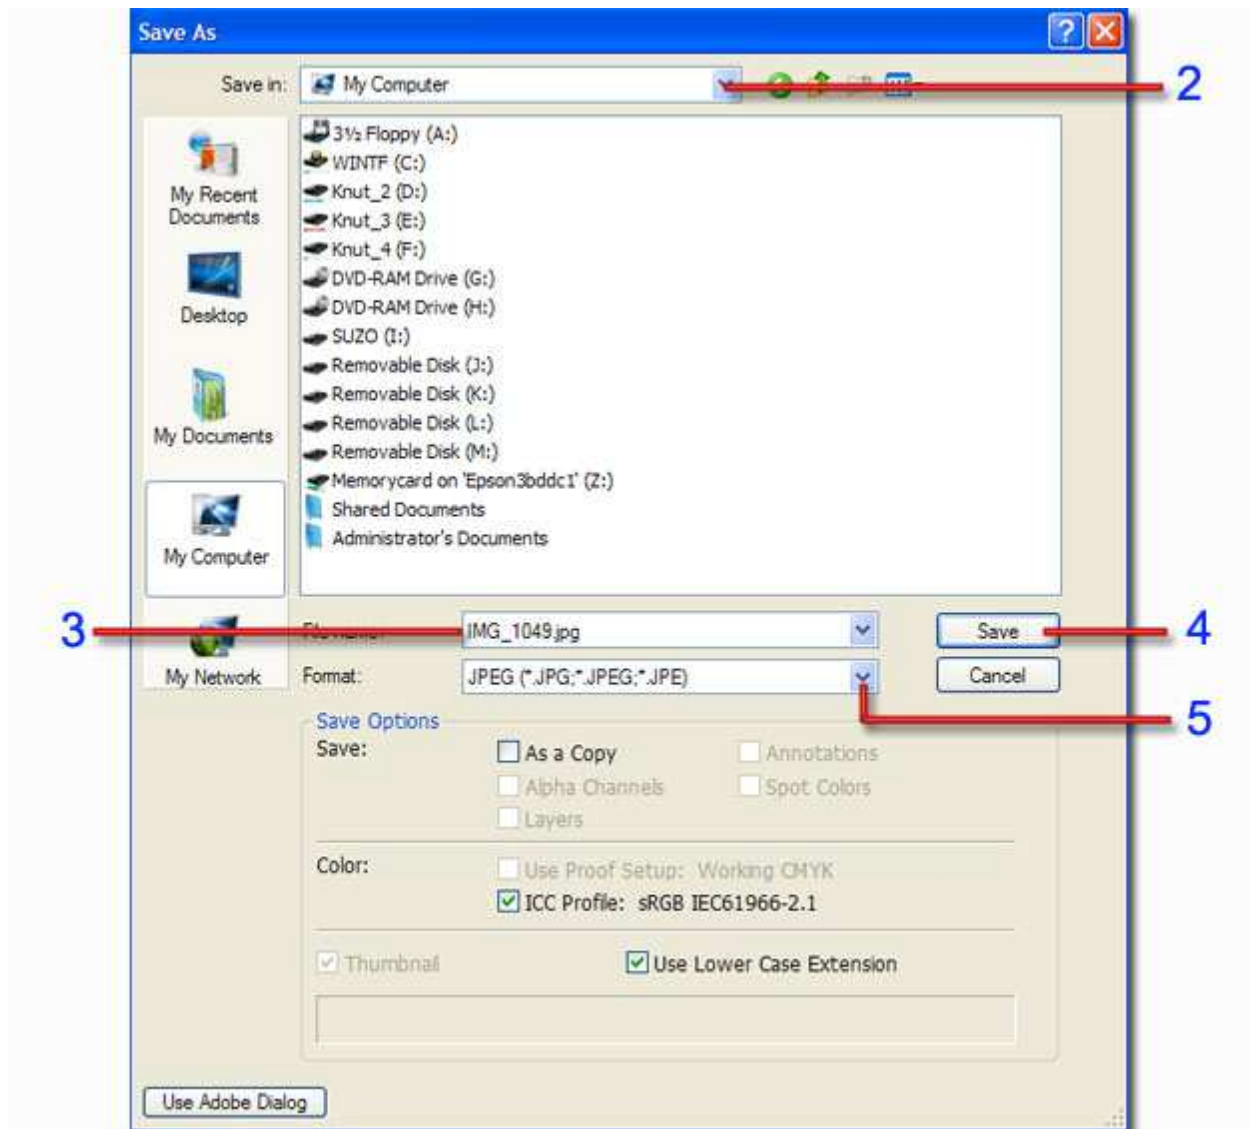 Save As
Save in: My Computer
2
3½ Floppy (A:)
WINTF (C:)
Knut_2 (D:)
Knut_3 (E:)
Knut_4 (F:)
DVD-RAM Drive (G:)
DVD-RAM Drive (H:)
SUZO (I:)
Removable Disk (J:)
Removable Disk (K:)
Removable Disk (L:)
Removable Disk (M:)
Memorycard on 'Epson3bddc1' (Z:)
Shared Documents
Administrator's Documents
My Recent
Documents
Desktop
My Documents
My Computer
My Network
3
IMG_1049.jpg
Save
4
Format: JPEG (*.JPG;*.JPEG;*.JPE)
Cancel
5
Save Options
Save:
As a Copy
Annotations
Alpha Channels
Spot Colors
Layers
Color:
Use Proof Setup: Working CMYK
ICC Profile: sRGB IEC61966-2.1
Thumbnail
Use Lower Case Extension
Use Adobe Dialog